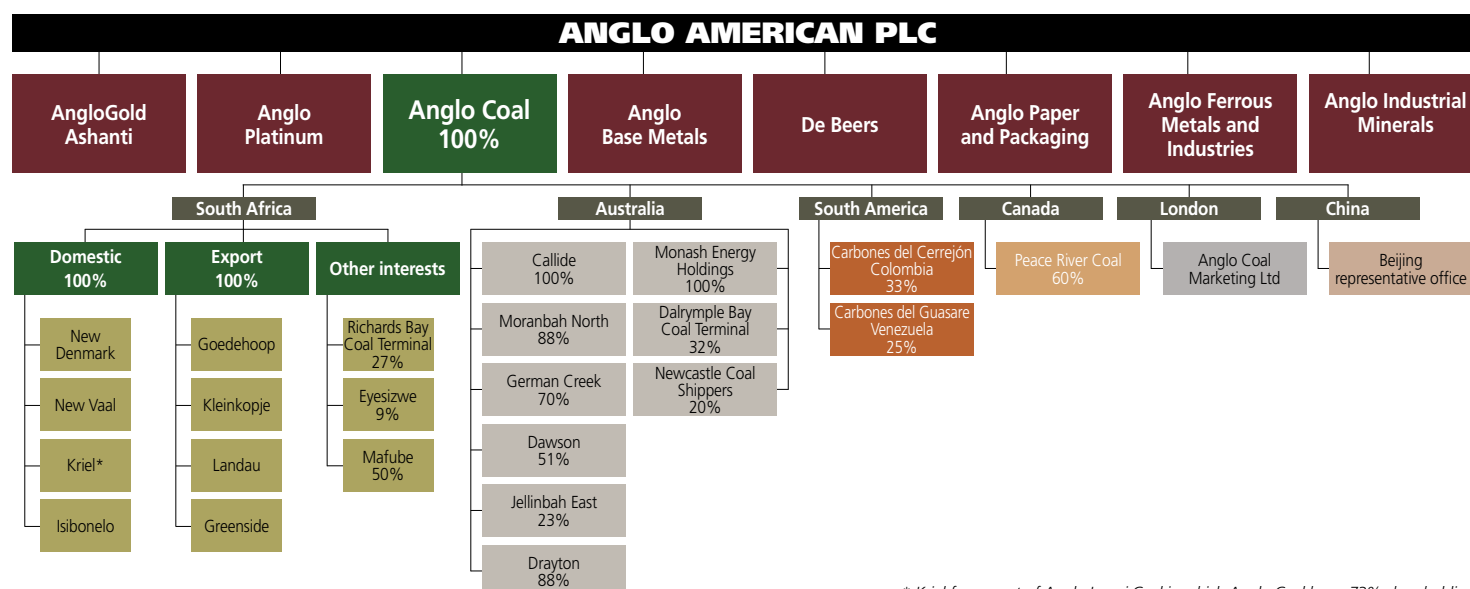 ANGLO AMERICAN PLC
AngloGold
Ashanti
Anglo
Platinum
Anglo Coal
100%
Anglo
Base Metals
De Beers
Anglo Paper
and Packaging
Anglo Ferrous
Metals and
Industries
Anglo Industrial
Minerals
South Africa
Australia
South America
Canada
London
China
Domestic
100%
Export
100%
Other interests
New
Denmark
New Vaal
Kriel*
Isibonelo
Goedehoop
Kleinkopje
Landau
Greenside
Richards Bay
Coal Terminal
27%
Eyesizwe
9%
Mafube
50%
Callide
100%
Moranbah North
88%
German Creek
70%
Dawson
51%
Jellinbah East
23%
Drayton
88%
Monash Energy
Holdings
100%
Dalrymple Bay
Coal Terminal
32%
Newcastle Coal
Shippers
20%
Carbones del Cerrejón
Colombia
33%
Carbones del Guasare
Venezuela
25%
Peace River Coal
60%
Anglo Coal
Marketing Ltd
Beijing
representative office